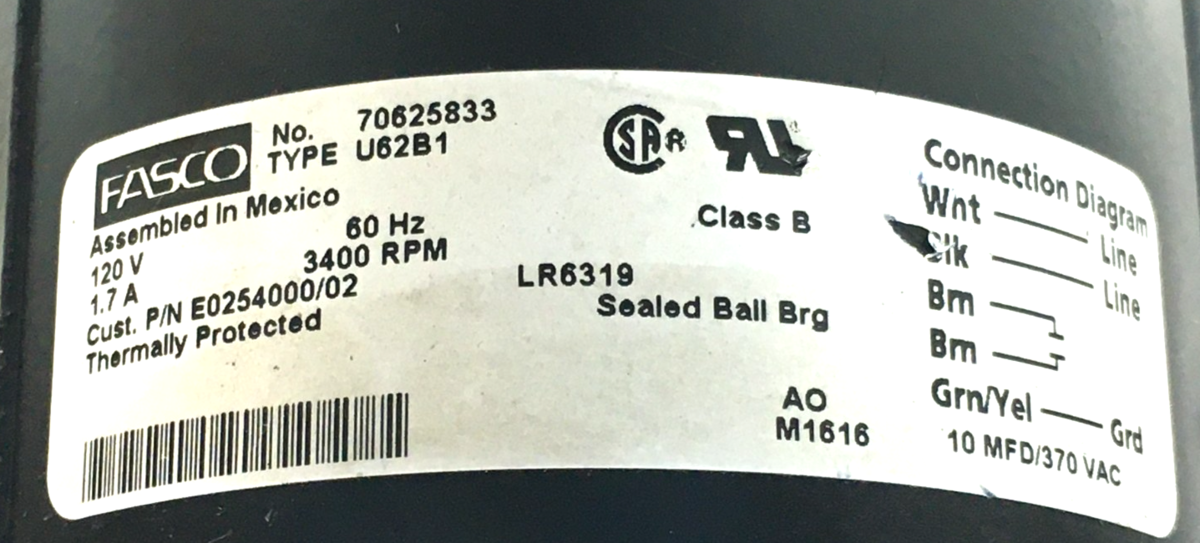 FASCO
No. 70625833
TYPE U62B1
Assembled In Mexico
120 V 60 Hz
1.7 A 3400 RPM
Cust. P/N E0254000/02
Thermally Protected
Class B
LR6319
Sealed Ball Brg
AO
M1616
Connection Diagram
Wht Line
Blk Line
Brn
Brn
Grn/Yel Grd
10 MFD/370 VAC